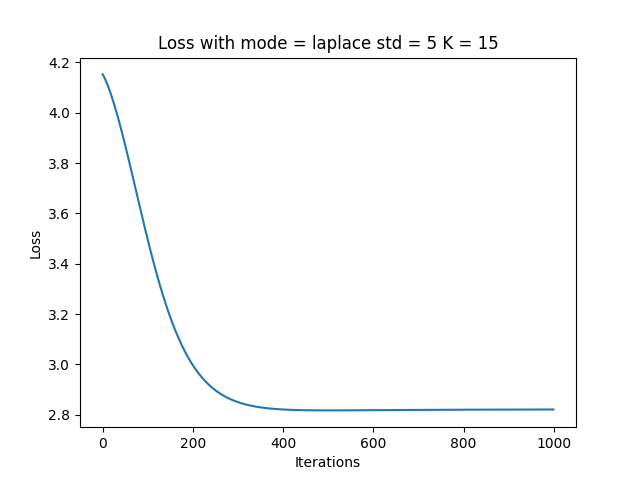 Loss with mode = laplace std = 5 K = 15
4.2
4.0
3.8
3.6
3.4
3.2
3.0
2.8
Loss
0 200 400 600 800 1000
Iterations